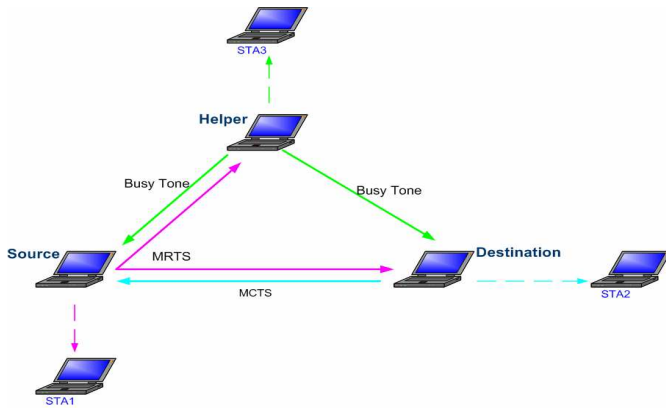 STA3
Helper
Busy Tone
Busy Tone
Source
MRTS
Destination
MCTS
STA2
STA1